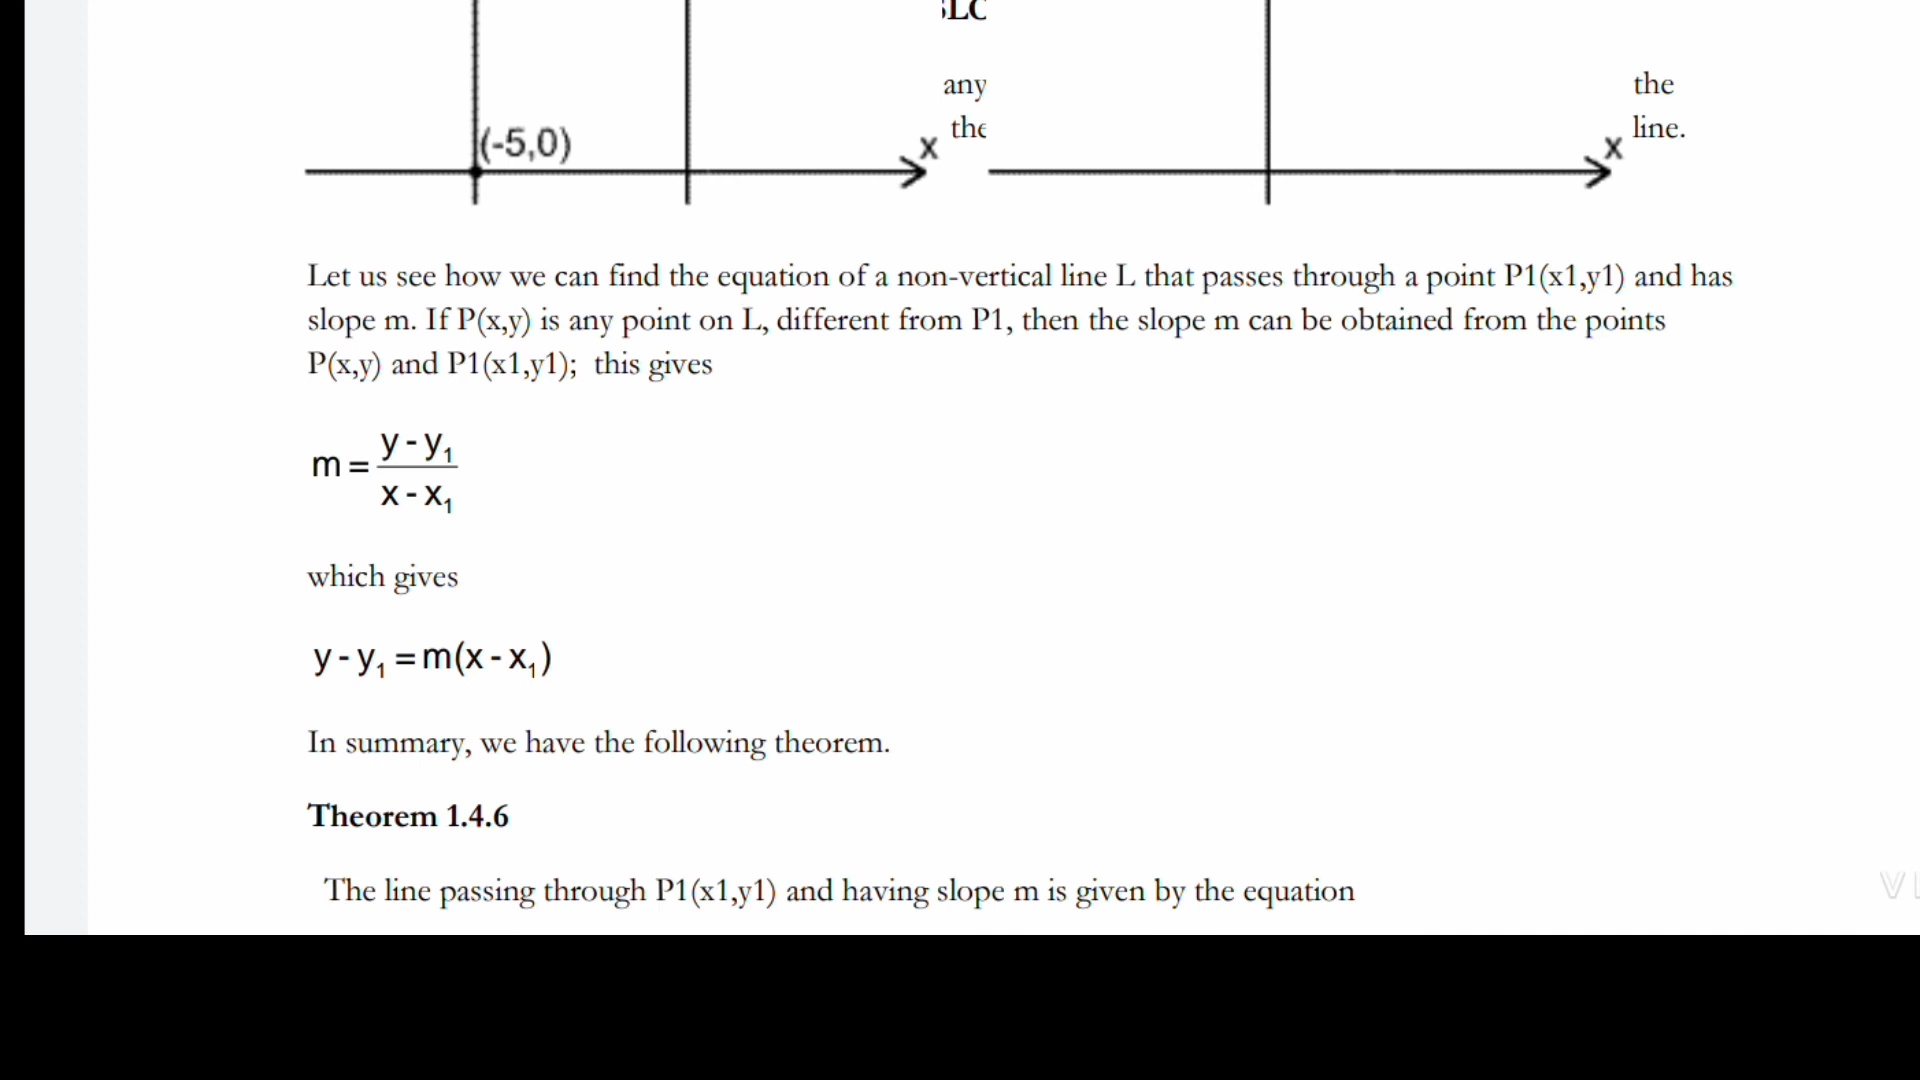 any the
(-5,0) x the x line.
Let us see how we can find the equation of a non-vertical line L that passes through a point P1(x1,y1) and has
slope m. If P(x,y) is any point on L, different from P1, then the slope m can be obtained from the points
P(x,y) and P1(x1,y1); this gives
m = y - y₁
x - x₁
which gives
y - y₁ = m(x - x₁)
In summary, we have the following theorem.
Theorem 1.4.6
The line passing through P1(x1,y1) and having slope m is given by the equation